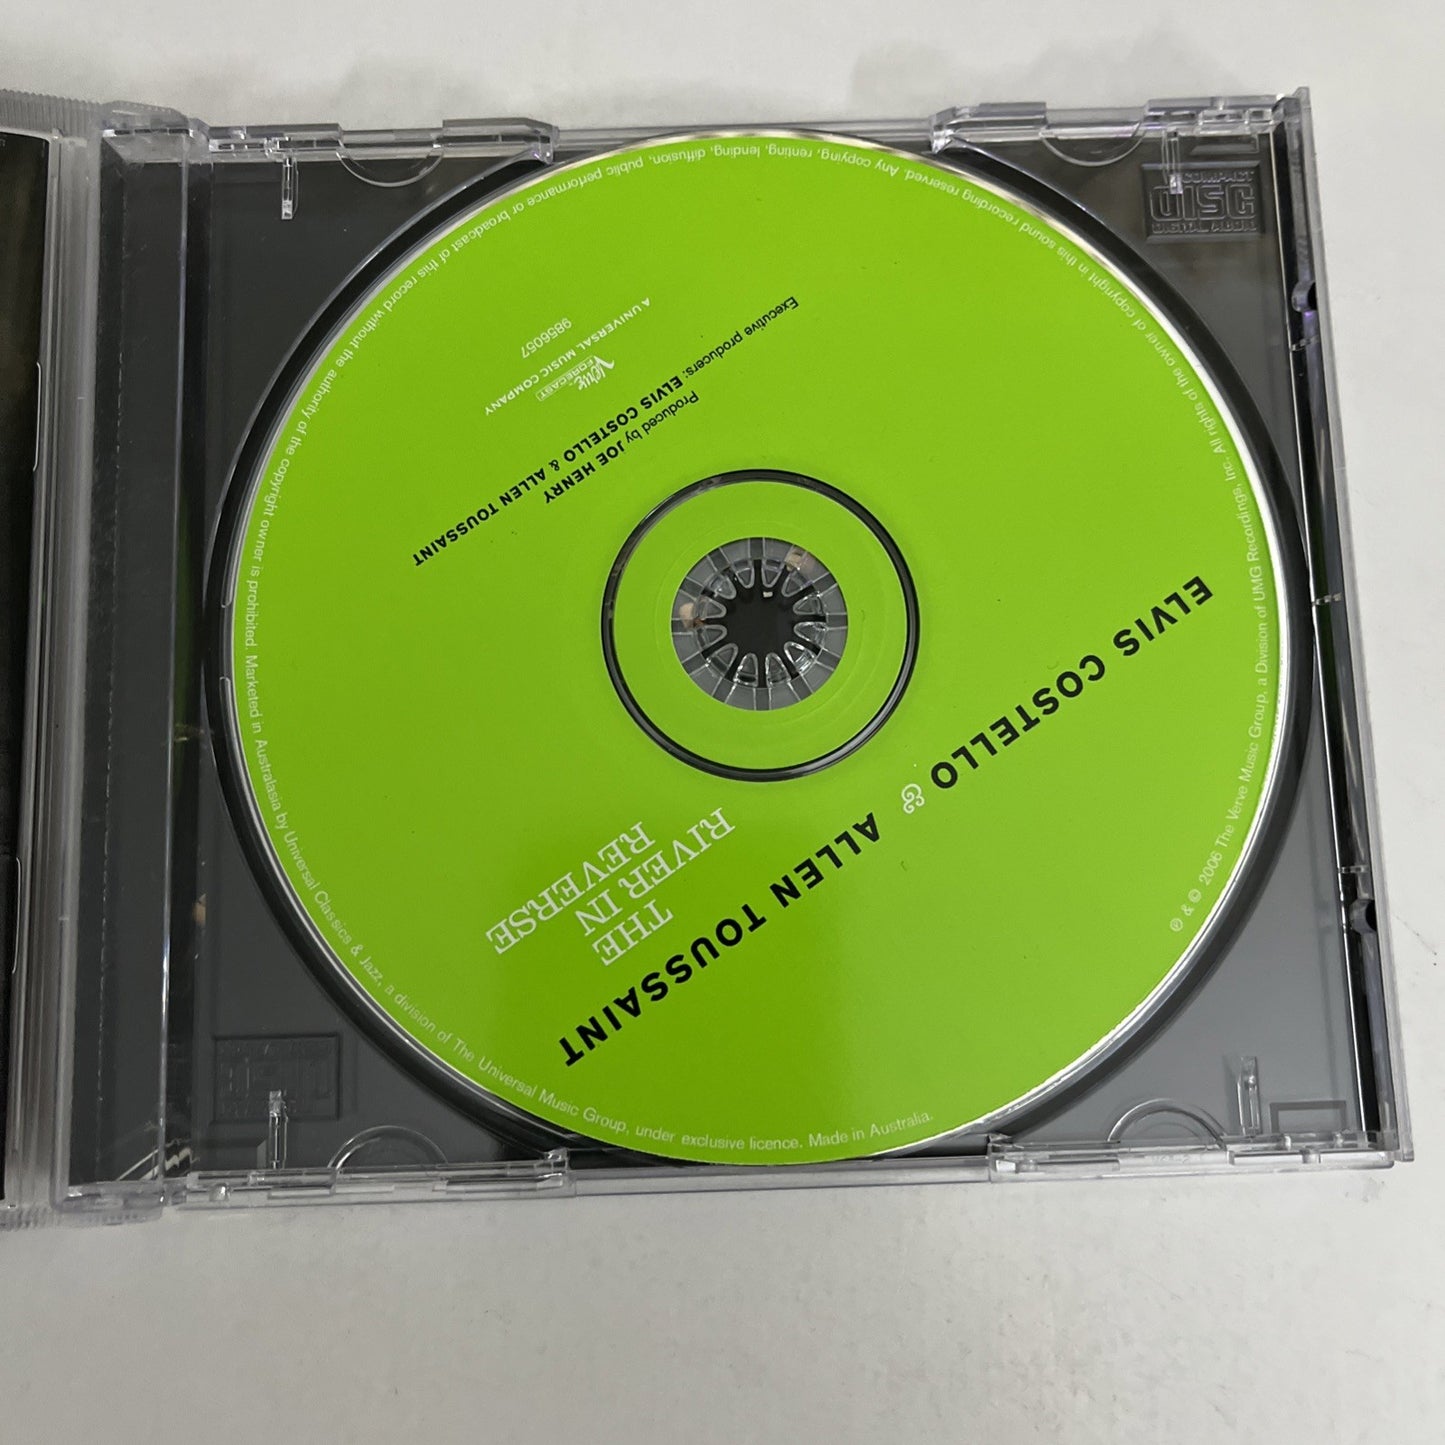 ELVIS COSTELLO & ALLEN TOUSSAINT
THE
RIVER IN
REVERSE
Produced by JOE HENRY
Executive producers: ELVIS COSTELLO & ALLEN TOUSSAINT
Verve
FORECAST
A UNIVERSAL MUSIC COMPANY
9856057
℗ & © 2006 The Verve Music Group, a Division of UMG Recordings, Inc. All rights of the owner of copyright in this sound recording reserved. Any copying, renting, lending, diffusion, public performance or broadcast of this record without the authority of the copyright owner is prohibited. Marketed in Australasia by Universal Classics & Jazz, a division of The Universal Music Group, under exclusive licence. Made in Australia.
COMPACT
DISC
DIGITAL AUDIO